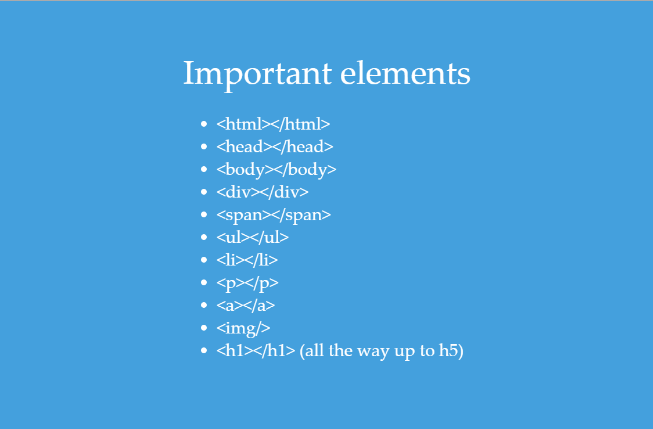 Important elements
• <html></html>
• <head></head>
• <body></body>
• <div></div>
• <span></span>
• <ul></ul>
• <li></li>
• <p></p>
• <a></a>
• <img/>
• <h1></h1> (all the way up to h5)